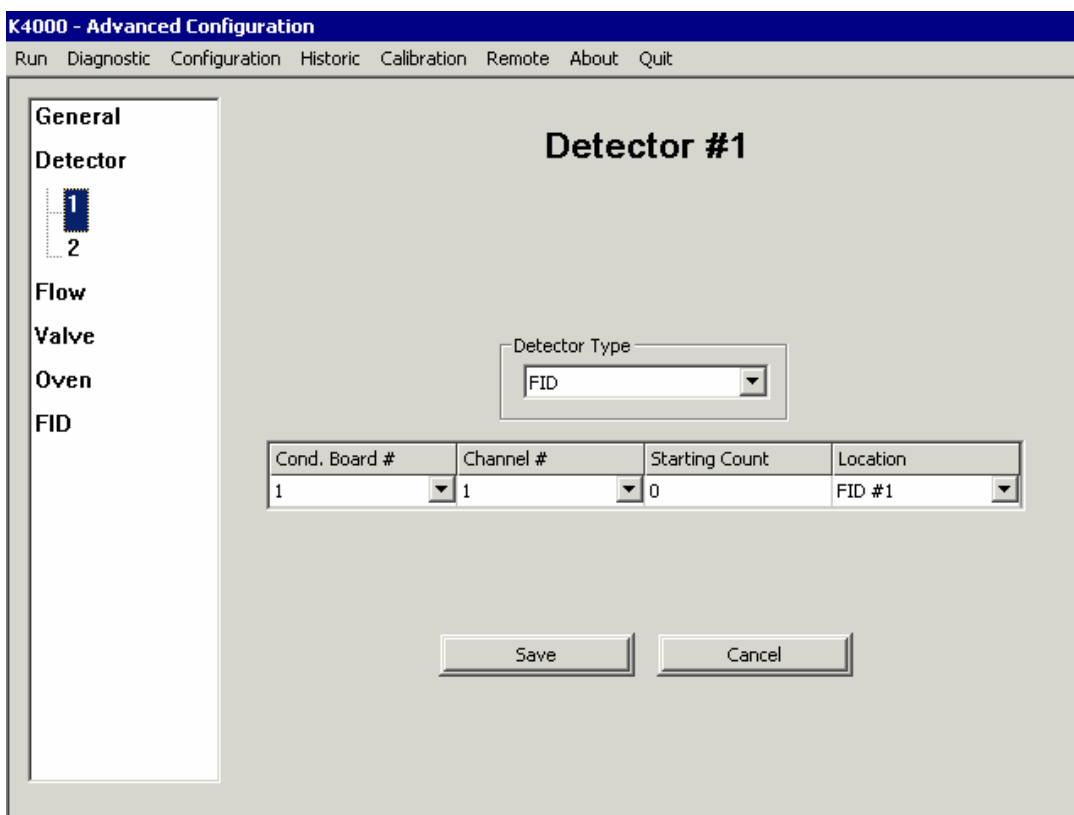 K4000 - Advanced Configuration
Run Diagnostic Configuration Historic Calibration Remote About Quit
General
Detector
1
2
Flow
Valve
Oven
FID
Detector #1
Detector Type
FID
Cond. Board # Channel # Starting Count Location
1 1 0 FID #1
Save Cancel